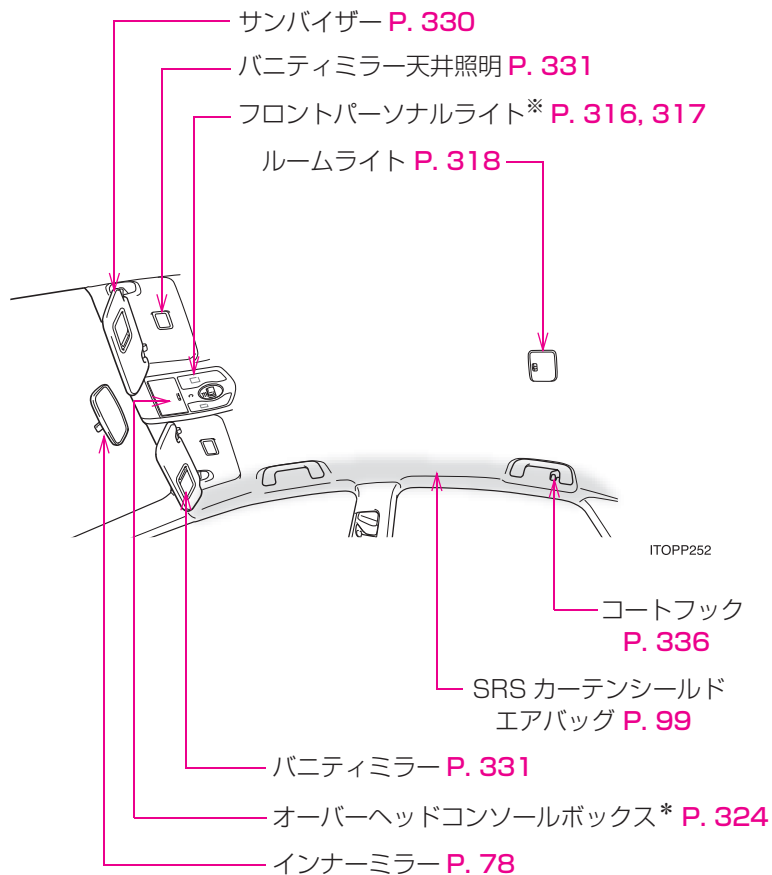 サンバイザー P. 330
バニティミラー天井照明 P. 331
フロントパーソナルライト※ P. 316, 317
ルームライト P. 318
ITOPP252
コートフック
P. 336
SRS カーテンシールド
エアバッグ P. 99
バニティミラー P. 331
オーバーヘッドコンソールボックス* P. 324
インナーミラー P. 78